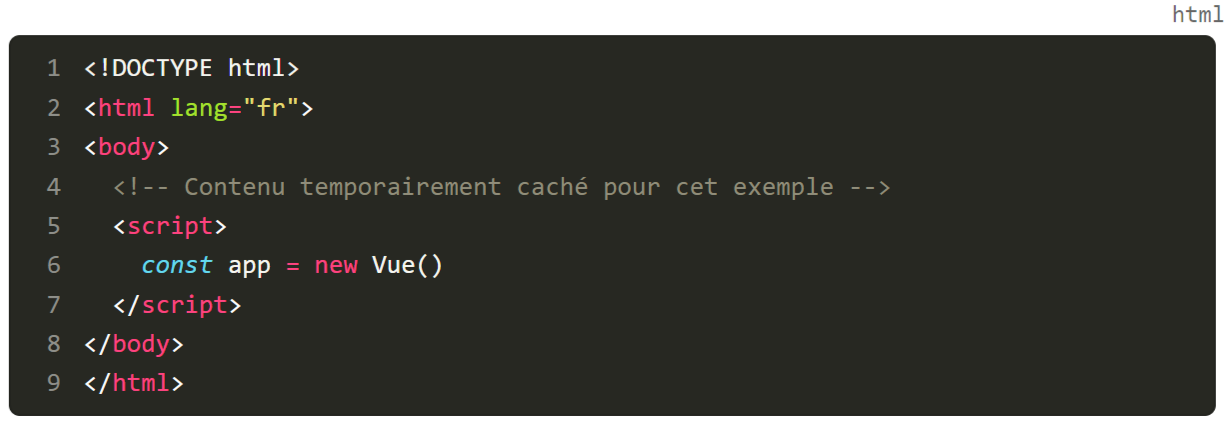 html
1 <!DOCTYPE html>
2 <html lang="fr">
3 <body>
4   <!-- Contenu temporairement caché pour cet exemple -->
5   <script>
6     const app = new Vue()
7   </script>
8 </body>
9 </html>